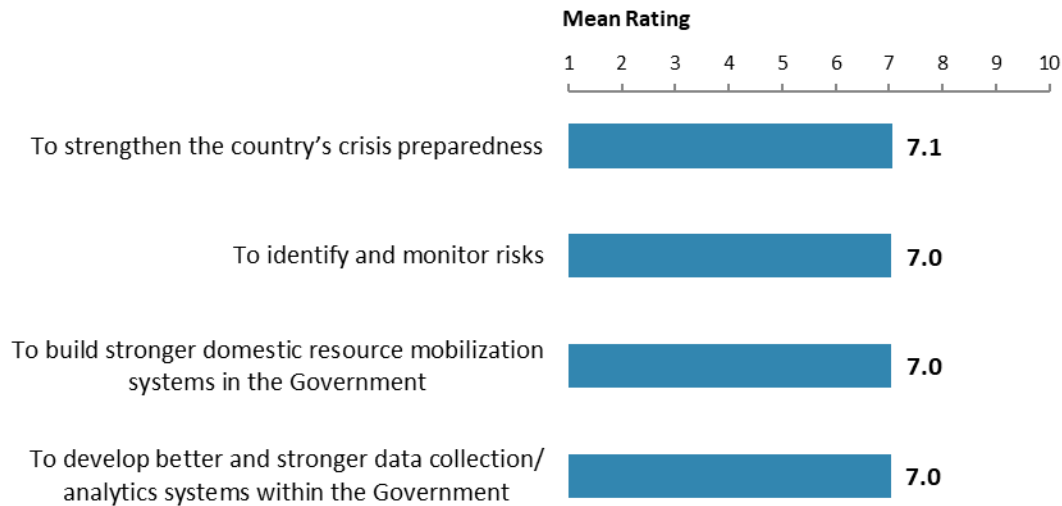 Mean Rating
1 2 3 4 5 6 7 8 9 10
To strengthen the country’s crisis preparedness 7.1
To identify and monitor risks 7.0
To build stronger domestic resource mobilization
systems in the Government 7.0
To develop better and stronger data collection/
analytics systems within the Government 7.0